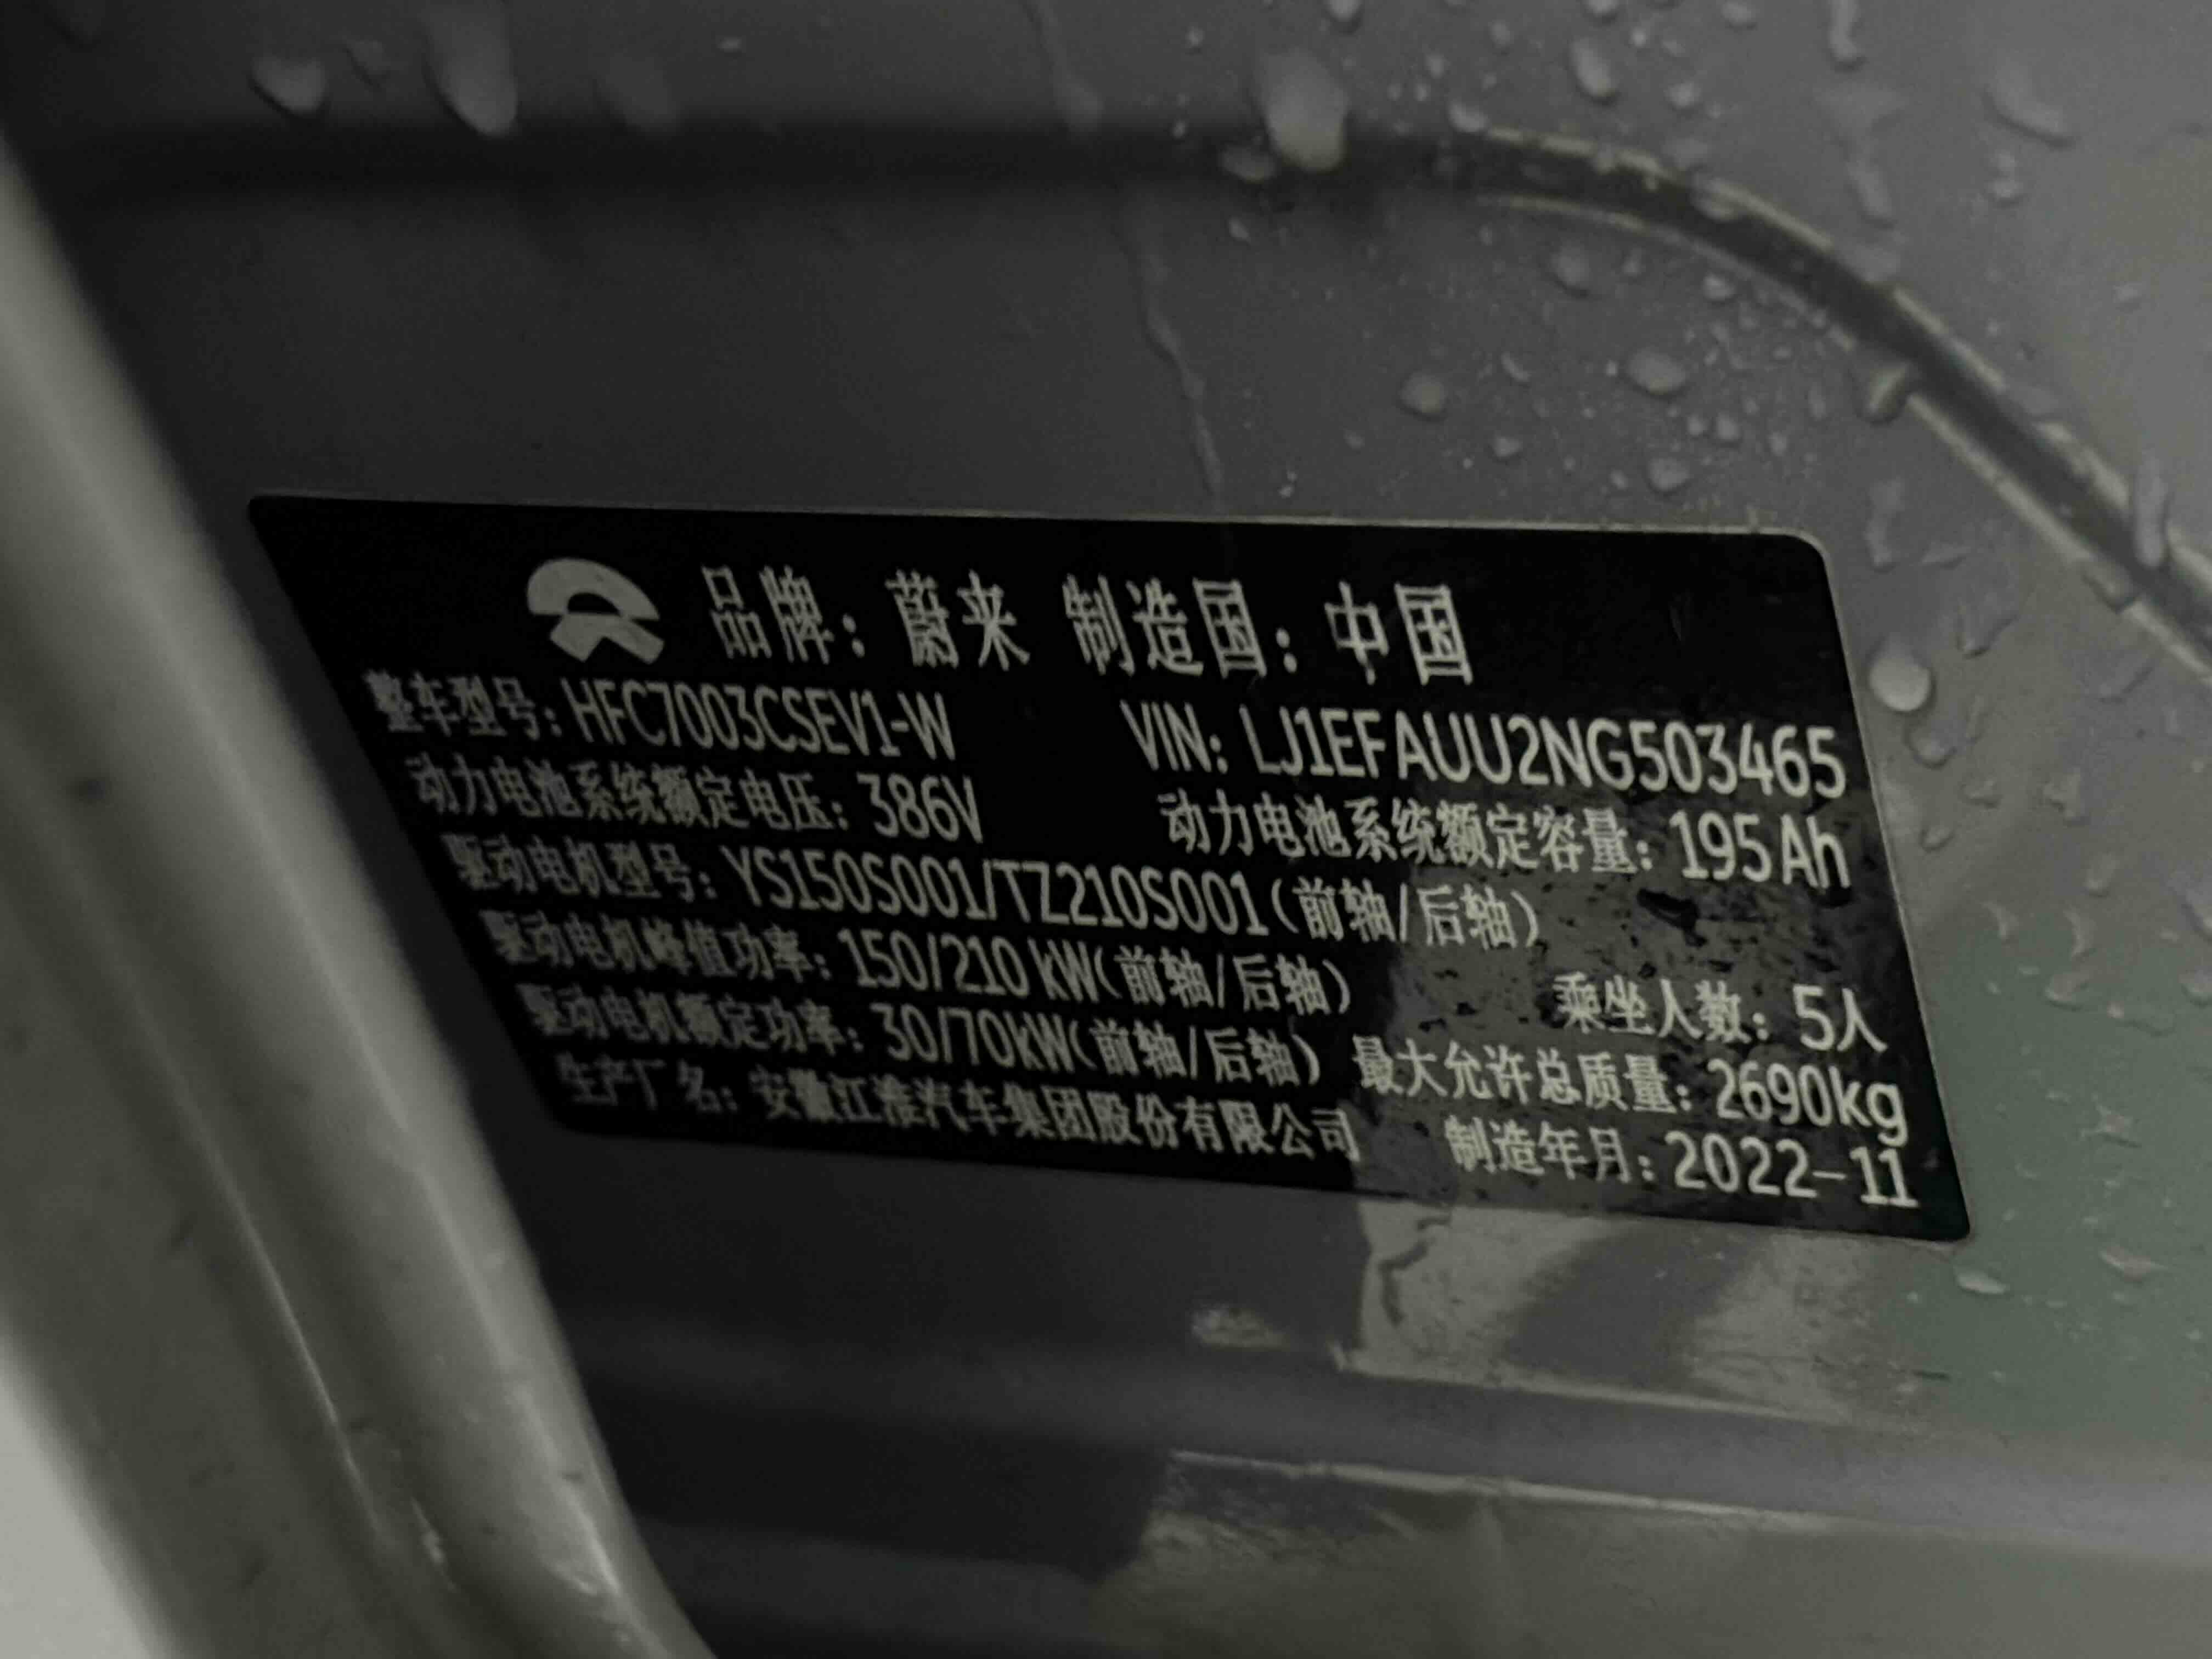 品牌：蔚来 制造国：中国
整车型号：HFC7003CSEV1-W VIN：LJ1EFAUU2NG503465
动力电池系统额定电压：386V 动力电池系统额定容量：195Ah
驱动电机型号：YS150S001/TZ210S001（前轴/后轴）
驱动电机峰值功率：150/210 kW（前轴/后轴） 乘坐人数：5人
驱动电机额定功率：30/70kW（前轴/后轴） 最大允许总质量：2690kg
生产厂名：安徽江淮汽车集团股份有限公司 制造年月：2022-11